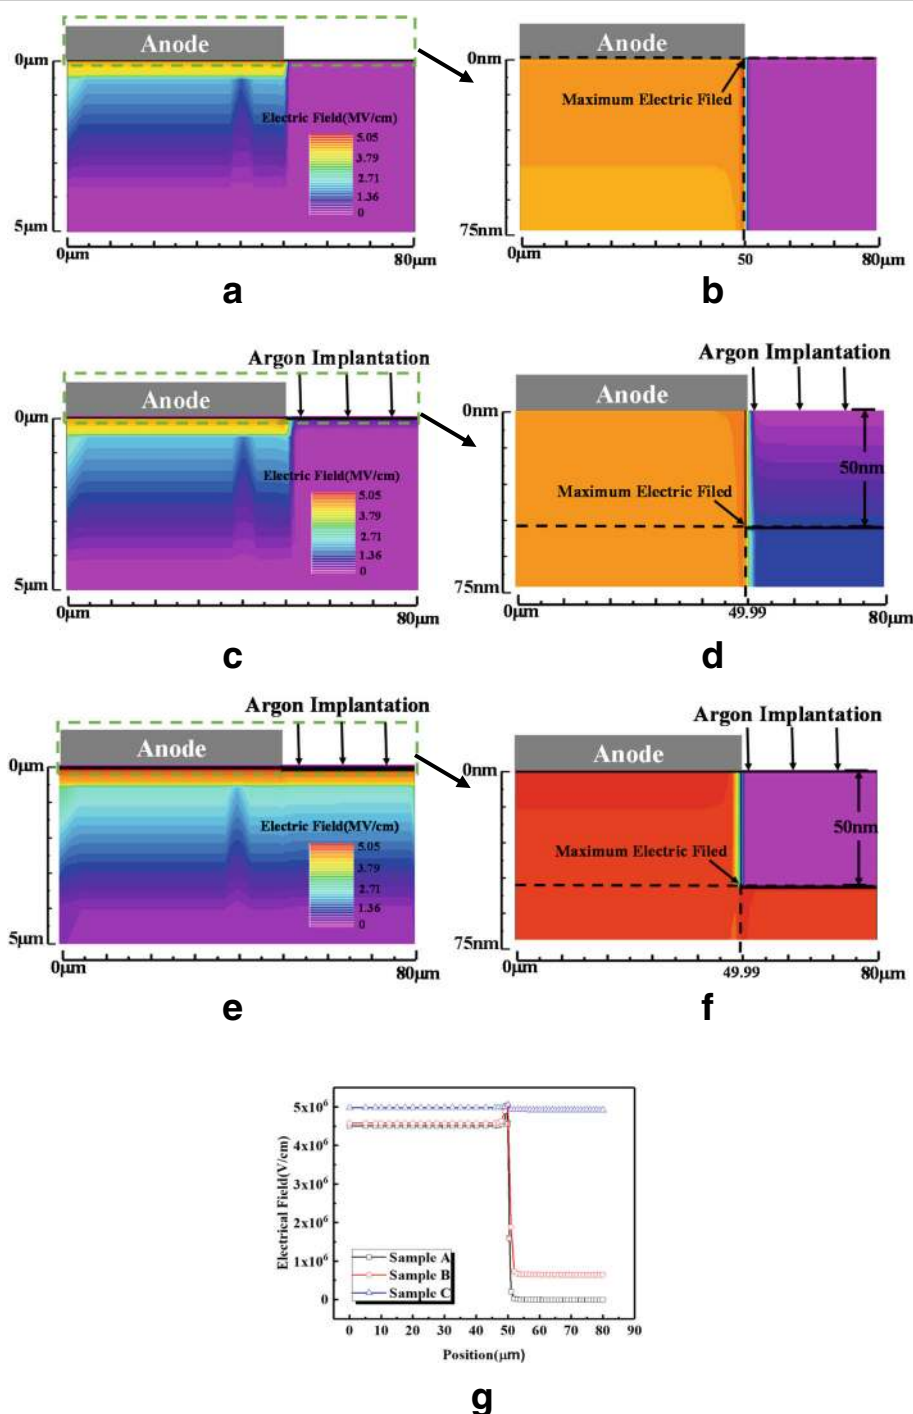 Anode
0μm
Electric Field(MV/cm)
5.05
3.79
2.71
1.36
0
5μm
0μm
80μm
a
Anode
0nm
Maximum Electric Filed
75nm
0μm
50
80μm
b
Argon Implantation
Anode
0μm
Electric Field(MV/cm)
5.05
3.79
2.71
1.36
0
5μm
0μm
80μm
c
Argon Implantation
Anode
0nm
50nm
Maximum Electric Filed
75nm
0μm
49.99
80μm
d
Argon Implantation
Anode
0μm
Electric Field(MV/cm)
5.05
3.79
2.71
1.36
0
5μm
0μm
80μm
e
Argon Implantation
Anode
0nm
50nm
Maximum Electric Filed
75nm
0μm
49.99
80μm
f
Electrical Field(V/cm)
5x10⁶
4x10⁶
3x10⁶
2x10⁶
1x10⁶
0
Sample A
Sample B
Sample C
0 10 20 30 40 50 60 70 80 90
Position(μm)
g